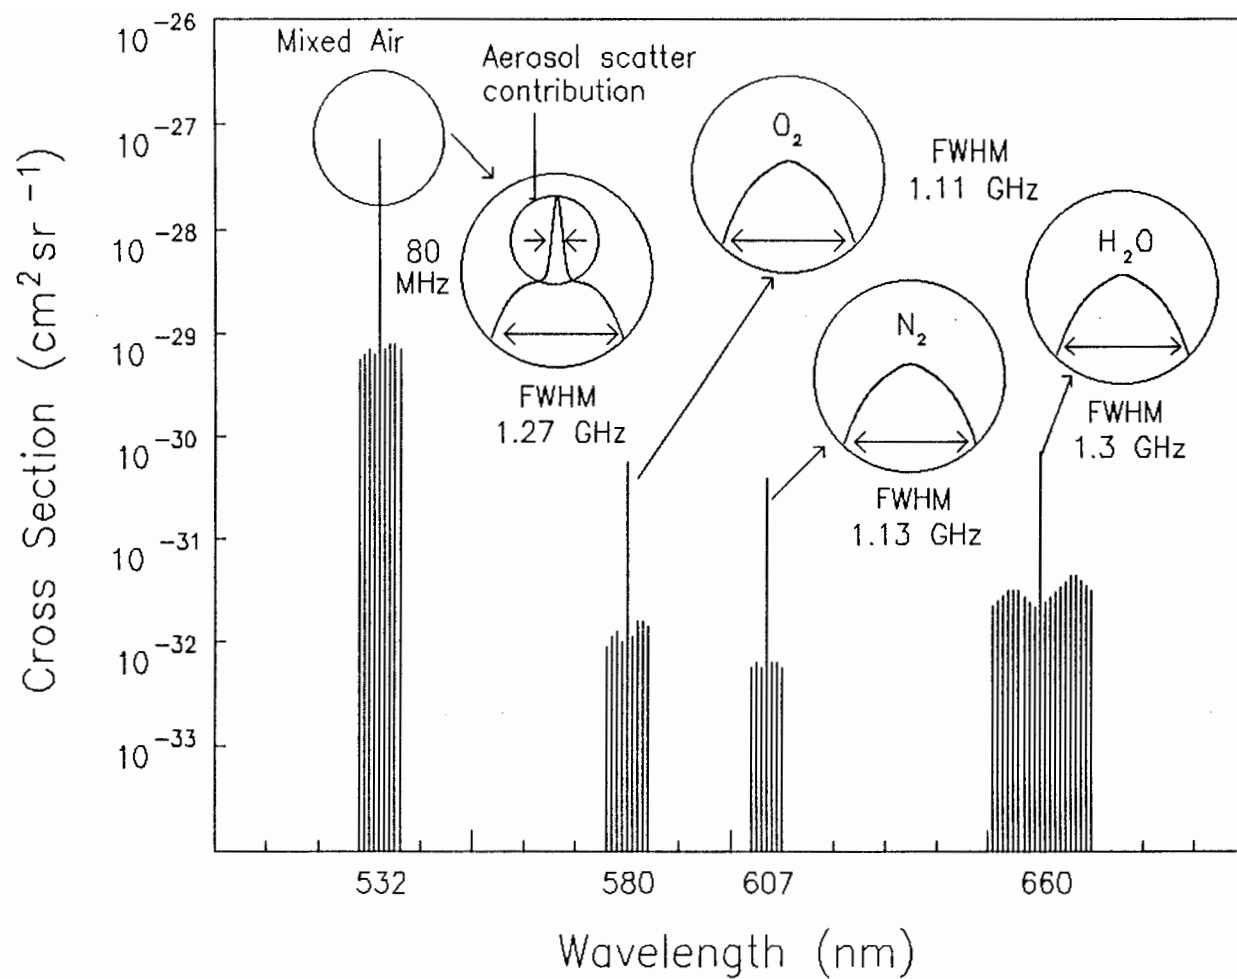 10⁻²⁶
10⁻²⁷
10⁻²⁸
10⁻²⁹
10⁻³⁰
10⁻³¹
10⁻³²
10⁻³³
Cross Section (cm² sr⁻¹)
Mixed Air
Aerosol scatter
contribution
80
MHz
FWHM
1.27 GHz
O₂
FWHM
1.11 GHz
N₂
FWHM
1.13 GHz
H₂O
FWHM
1.3 GHz
532
580
607
660
Wavelength (nm)